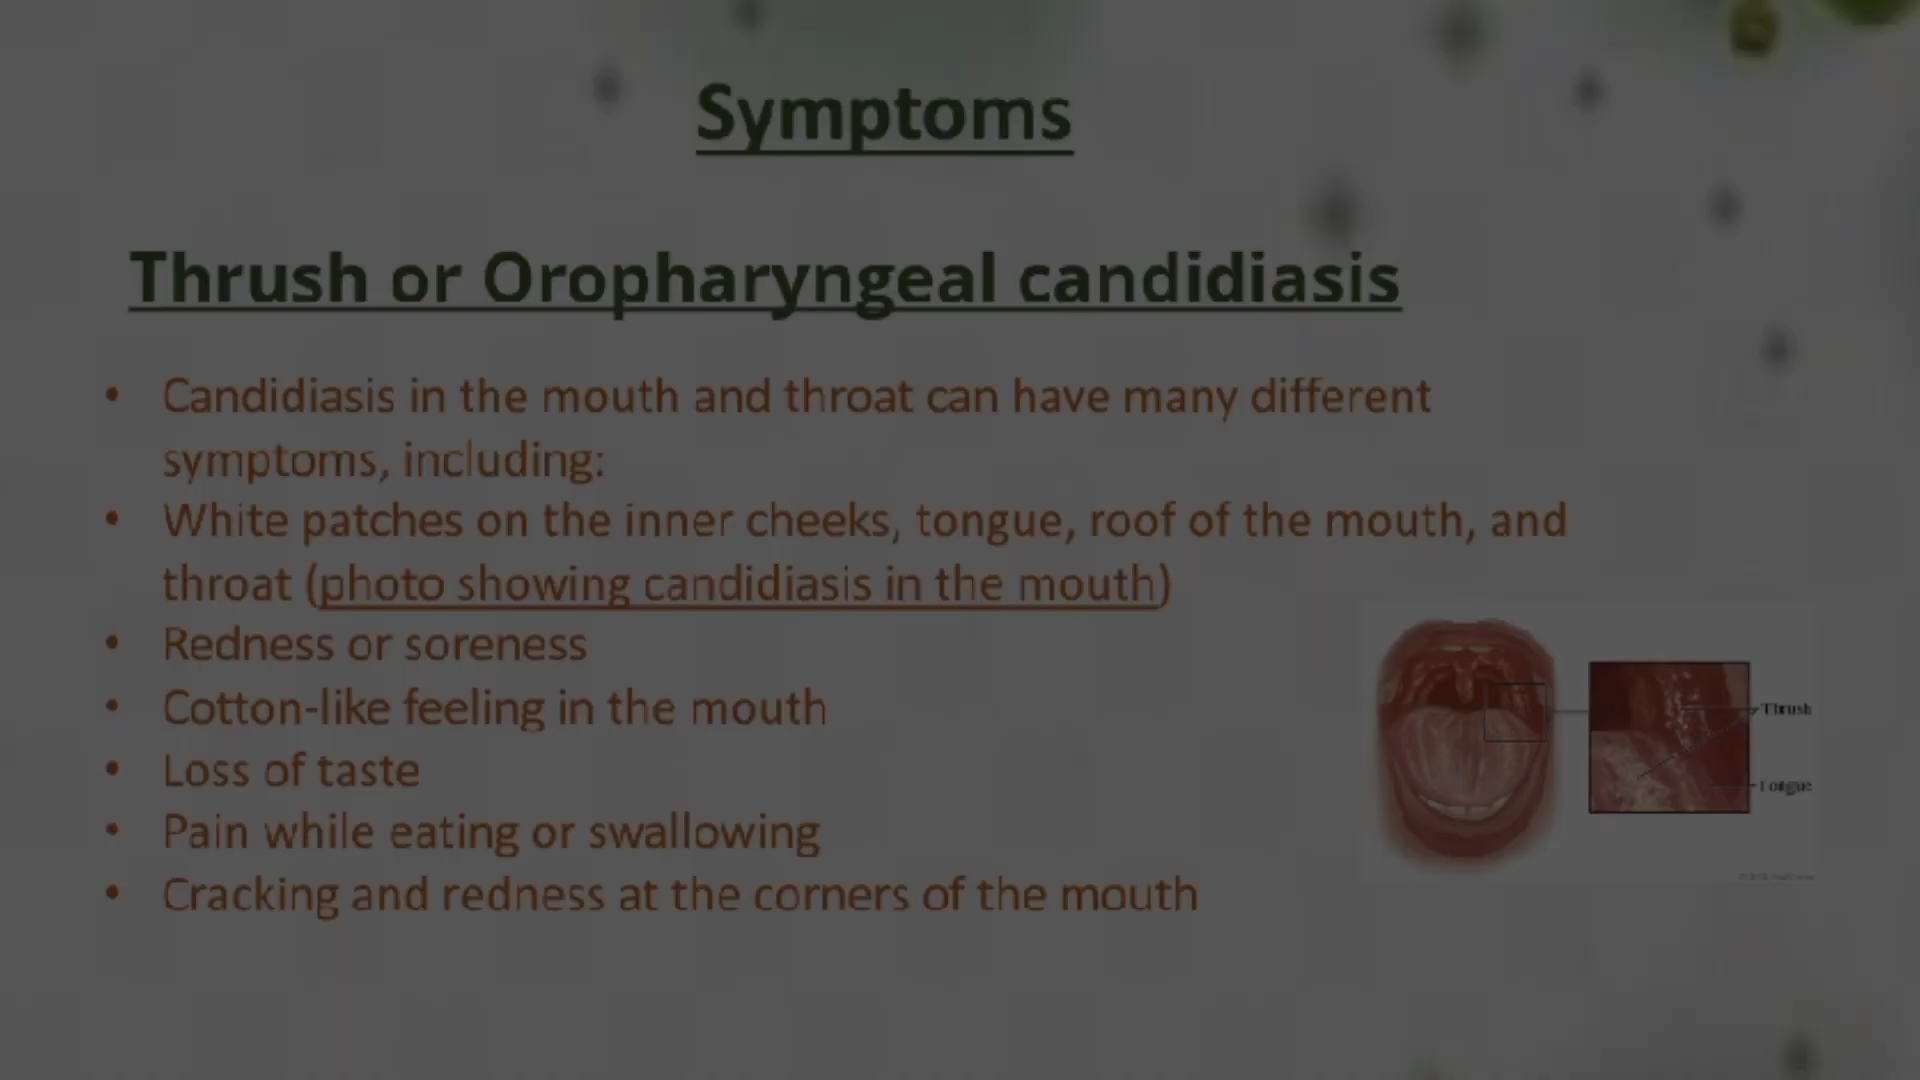 Symptoms
Thrush or Oropharyngeal candidiasis
• Candidiasis in the mouth and throat can have many different
symptoms, including:
• White patches on the inner cheeks, tongue, roof of the mouth, and
throat (photo showing candidiasis in the mouth)
• Redness or soreness
• Cotton-like feeling in the mouth
• Loss of taste
• Pain while eating or swallowing
• Cracking and redness at the corners of the mouth
Thrush
Tongue